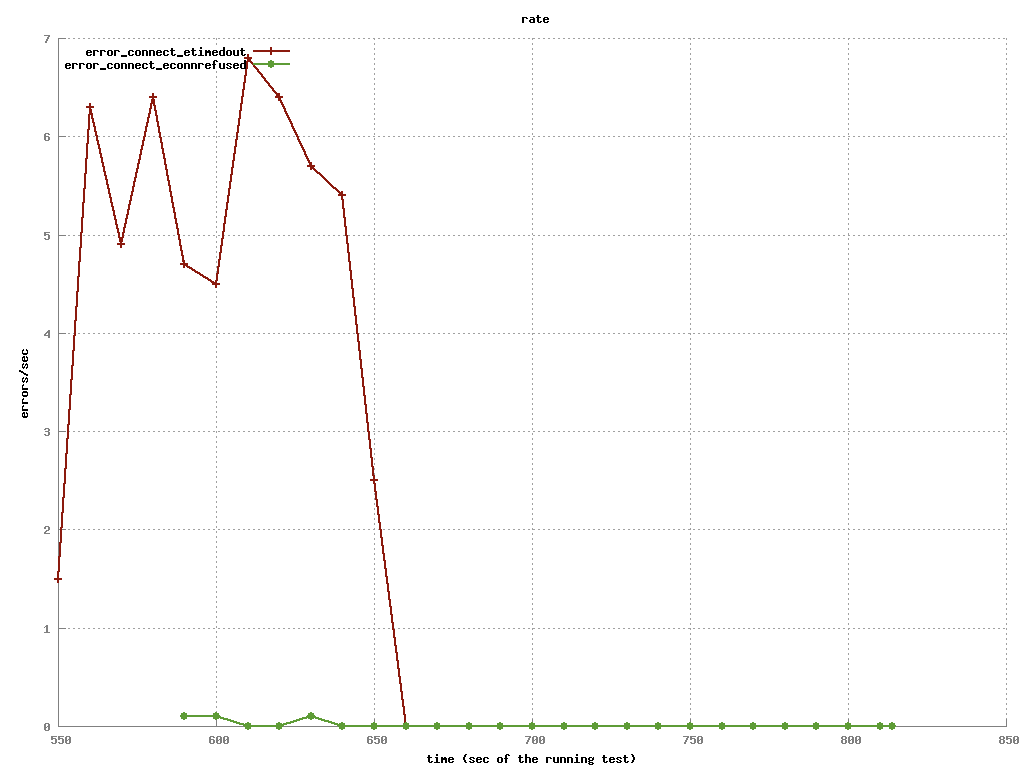 rate
7
error_connect_etimedout
error_connect_econnrefused
6
5
4
errors/sec
3
2
1
0
550 600 650 700 750 800 850
time (sec of the running test)